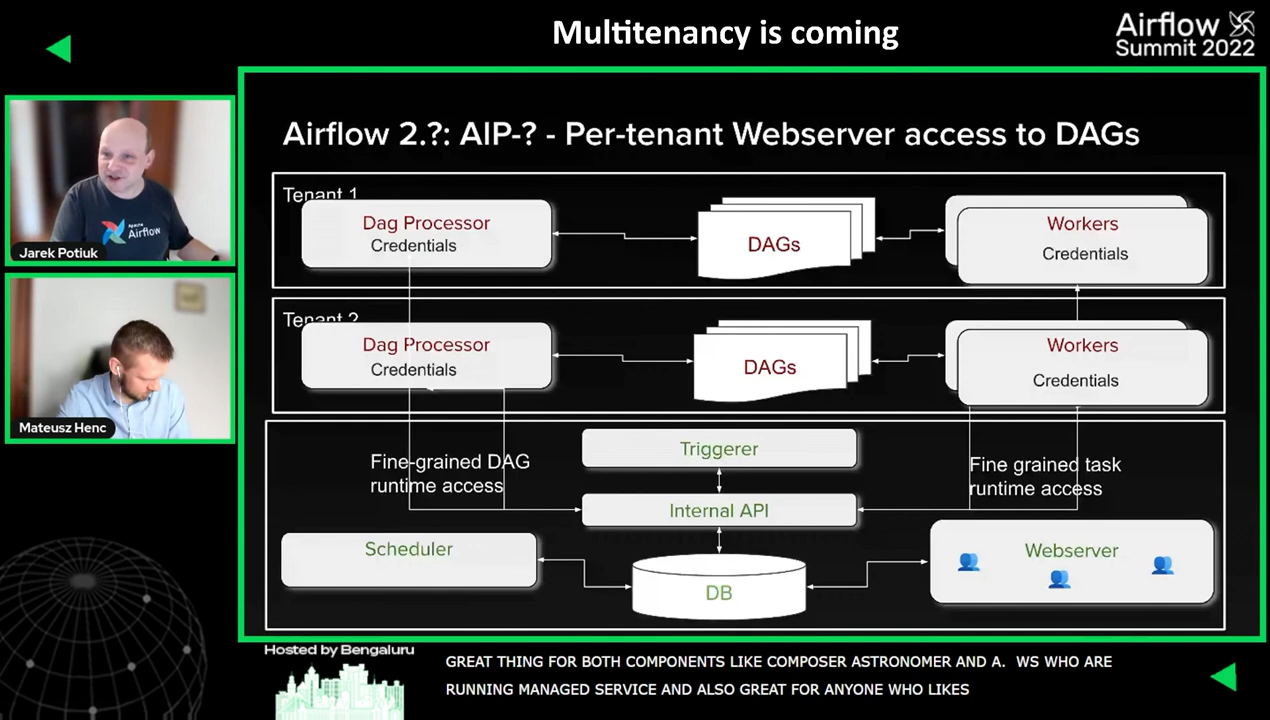 Multitenancy is coming
Airflow
Summit 2022
Airflow 2.?: AIP-? - Per-tenant Webserver access to DAGs
Tenant 1
Dag Processor
Credentials
DAGs
Workers
Credentials
Apache
Airflow
Jarek Potiuk
Tenant 2
Dag Processor
Credentials
DAGs
Workers
Credentials
Mateusz Henc
Fine-grained DAG
runtime access
Triggerer
Internal API
Fine grained task
runtime access
Scheduler
DB
Webserver
Hosted by Bengaluru
GREAT THING FOR BOTH COMPONENTS LIKE COMPOSER ASTRONOMER AND A. WS WHO ARE
RUNNING MANAGED SERVICE AND ALSO GREAT FOR ANYONE WHO LIKES